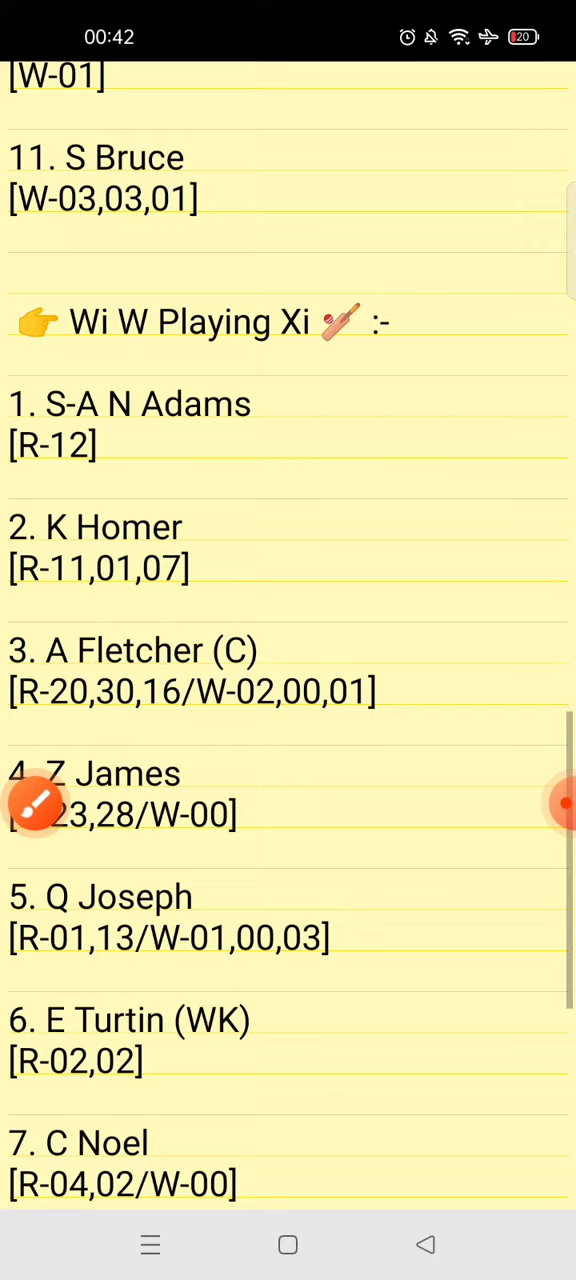 00:42
20
[W-01]
11. S Bruce
[W-03,03,01]
👉 Wi W Playing Xi 🏏 :-
1. S-A N Adams
[R-12]
2. K Homer
[R-11,01,07]
3. A Fletcher (C)
[R-20,30,16/W-02,00,01]
4. Z James
23,28/W-00]
5. Q Joseph
[R-01,13/W-01,00,03]
6. E Turtin (WK)
[R-02,02]
7. C Noel
[R-04,02/W-00]